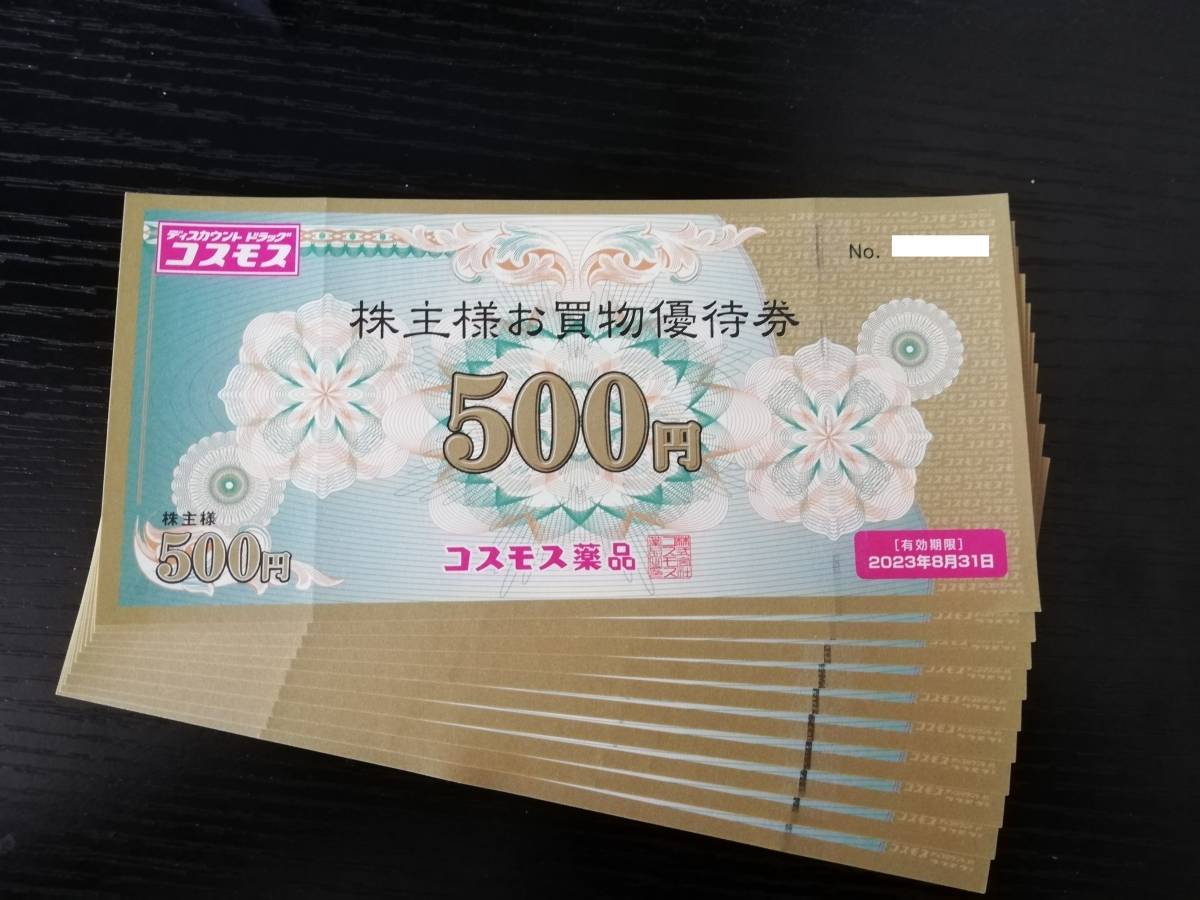 ディスカウント ドラッグ
コスモス
No.
株主様お買物優待券
500円
株主様
500円
コスモス薬品
[有効期限]
2023年8月31日